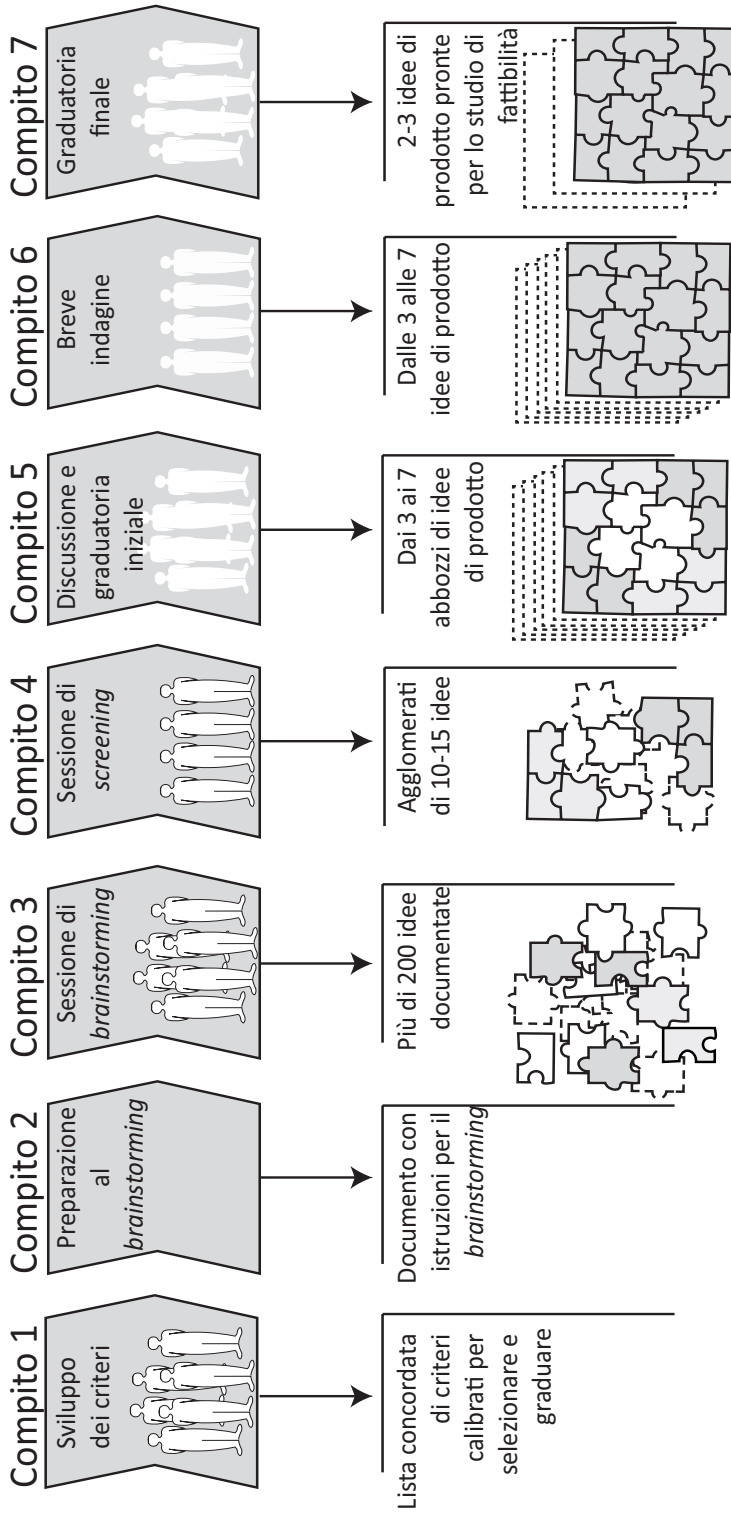 Compito 1
Sviluppo
dei criteri
Lista concordata
di criteri
calibrati per
selezionare e
graduare
Compito 2
Preparazione
al
brainstorming
Documento con
istruzioni per il
brainstorming
Compito 3
Sessione di
brainstorming
Più di 200 idee
documentate
Compito 4
Sessione di
screening
Agglomerati
di 10-15 idee
Compito 5
Discussione e
graduatoria
iniziale
Dai 3 ai 7
abbozzi di idee
di prodotto
Compito 6
Breve
indagine
Dalle 3 alle 7
idee di prodotto
Compito 7
Graduatoria
finale
2-3 idee di
prodotto pronte
per lo studio di
fattibilità